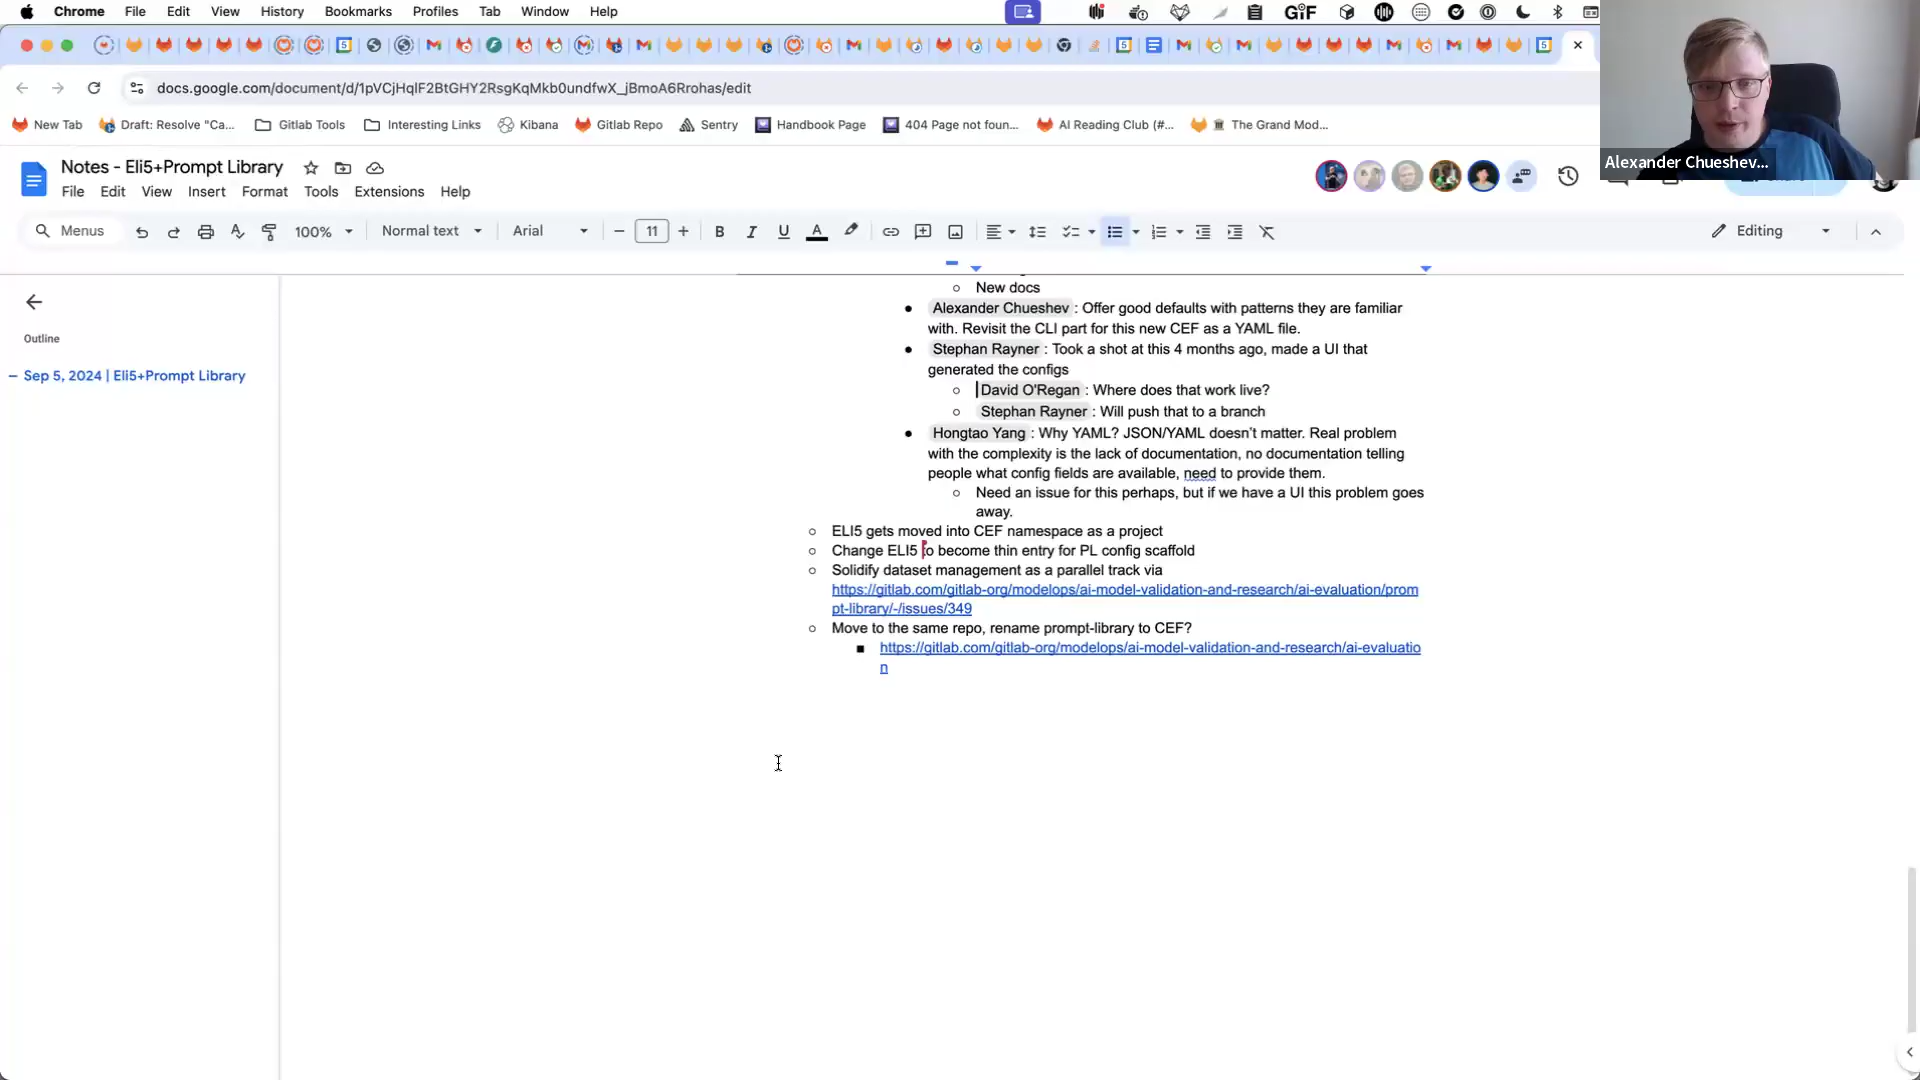 Chrome File Edit View History Bookmarks Profiles Tab Window Help
GIF
docs.google.com/document/d/1pVCjHqlF2BtGHY2RsgKqMkb0undfwX_jBmoA6Rrohas/edit
New Tab Draft: Resolve "Ca... Gitlab Tools Interesting Links Kibana Gitlab Repo Sentry Handbook Page 404 Page not foun... AI Reading Club (#... The Grand Mod...
Alexander Chueshev...
Notes - Eli5+Prompt Library
File Edit View Insert Format Tools Extensions Help
Menus 100% Normal text Arial 11 Editing
Outline
Sep 5, 2024 | Eli5+Prompt Library
New docs
Alexander Chueshev : Offer good defaults with patterns they are familiar
with. Revisit the CLI part for this new CEF as a YAML file.
Stephan Rayner : Took a shot at this 4 months ago, made a UI that
generated the configs
David O'Regan : Where does that work live?
Stephan Rayner : Will push that to a branch
Hongtao Yang : Why YAML? JSON/YAML doesn't matter. Real problem
with the complexity is the lack of documentation, no documentation telling
people what config fields are available, need to provide them.
Need an issue for this perhaps, but if we have a UI this problem goes
away.
ELI5 gets moved into CEF namespace as a project
Change ELI5 to become thin entry for PL config scaffold
Solidify dataset management as a parallel track via
https://gitlab.com/gitlab-org/modelops/ai-model-validation-and-research/ai-evaluation/prom
pt-library/-/issues/349
Move to the same repo, rename prompt-library to CEF?
https://gitlab.com/gitlab-org/modelops/ai-model-validation-and-research/ai-evaluatio
n